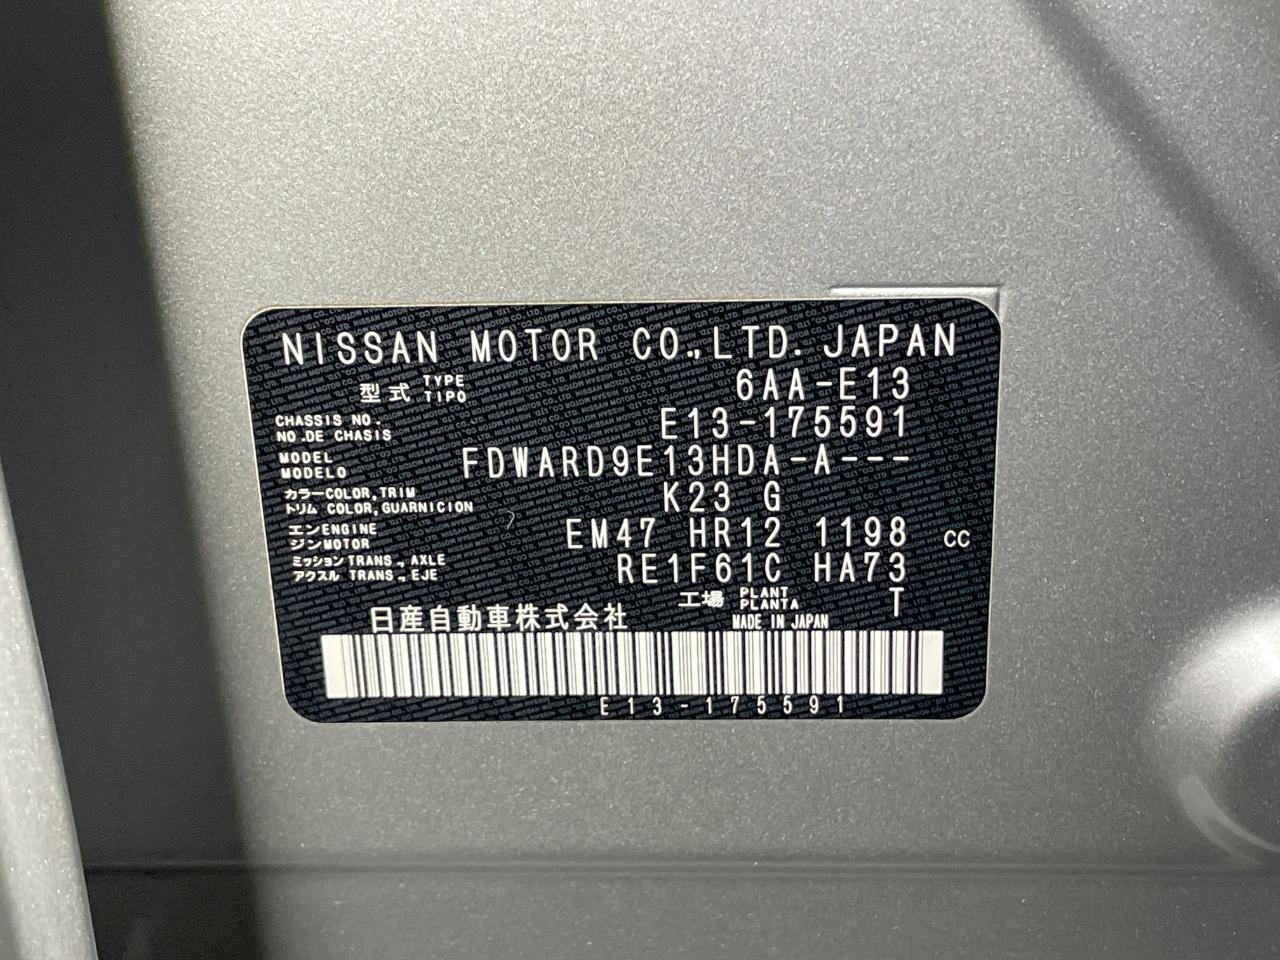 NISSAN MOTOR CO.,LTD. JAPAN
型式 TYPE TIPO 6AA-E13
CHASSIS NO. NO.DE CHASIS E13-175591
MODEL MODELO FDWARD9E13HDA-A---
カラー COLOR,TRIM トリム COLOR,GUARNICION K23 G
エンジン ENGINE MOTOR EM47 HR12 1198 cc
ミッション TRANS.,AXLE アクスル TRANS.,EJE RE1F61C HA73
工場 PLANT PLANTA T
日産自動車株式会社 MADE IN JAPAN
E13-175591